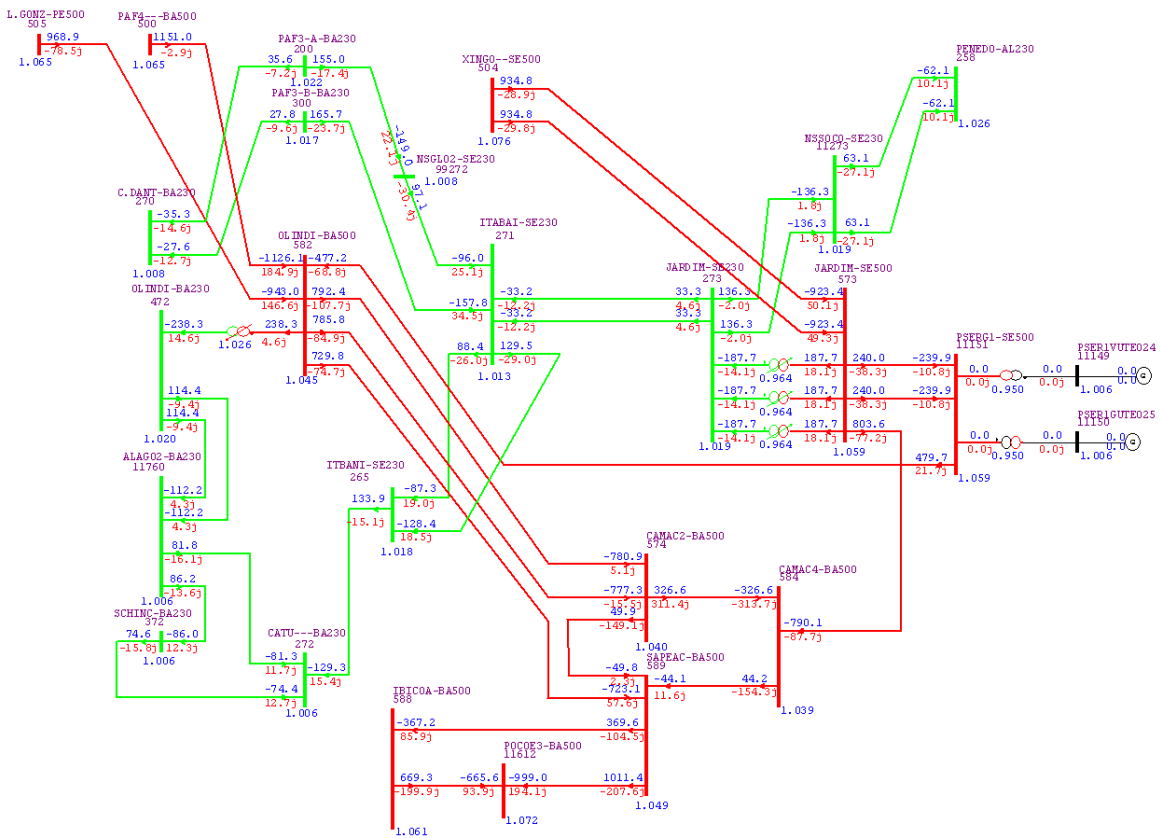 L.GONZ-PE500
505
968.9
-78.5j
1.065
PAF4---BA500
500
1151.0
-2.9j
1.065
PAF3-A-BA230
200
35.6 155.0
-7.2j -17.4j
1.022
PAF3-B-BA230
300
27.8 165.7
-9.6j -23.7j
1.017
XINGO--SE500
504
934.8
-28.9j
934.8
-29.8j
1.076
PENEDO-AL230
258
-62.1
10.1j
-62.1
10.1j
1.026
-149.0
22.1j
NSGLO2-SE230
99272
1.008
97.1
-30.4j
NSSOCO-SE230
11273
63.1
-27.1j
-136.3
1.8j
-136.3 63.1
1.8j -27.1j
1.019
C.DANT-BA230
270
-35.3
-14.6j
-27.6
-12.7j
1.008
OLINDI-BA500
582
-1126.1 -477.2
184.9j -68.8j
-943.0 792.4
146.6j -107.7j
238.3 785.8
4.6j -84.9j
729.8
-74.7j
1.045
ITABAI-SE230
271
-96.0
25.1j
-33.2
-12.2j
-157.8 -33.2
34.5j -12.2j
88.4 129.5
-26.0j -29.0j
1.013
JARDIM-SE230
273
33.3 136.3
4.6j -2.0j
33.3
4.6j
136.3
-2.0j
-187.7
-14.1j
0.964
-187.7
-14.1j
0.964
-187.7
-14.1j
0.964
1.019
JARDIM-SE500
573
-923.4
50.1j
-923.4
49.3j
187.7 240.0
18.1j -38.3j
187.7 240.0
18.1j -38.3j
187.7 803.6
18.1j -77.2j
1.059
PSERG1-SE500
11151
-239.9 0.0
-10.8j 0.0j
-239.9
-10.8j
0.0
0.0j
479.7
21.7j
1.059
0.950
PSER1VUTE024
11149
0.0 0.0
0.0j 0.0
1.006
0.950
PSER1GUTE025
11150
0.0 0.0
0.0j 0.0
1.006
OLINDI-BA230
472
-238.3
14.6j
1.026
114.4
-9.4j
114.4
-9.4j
1.020
ALAGO2-BA230
11760
-112.2
4.3j
-112.2
4.3j
81.8
-16.1j
86.2
-13.6j
1.006
SCHINC-BA230
372
74.6 -86.0
-15.8j 12.3j
1.006
CATU---BA230
272
-81.3
11.7j
-129.3
15.4j
-74.4
12.7j
1.006
ITBANI-SE230
265
133.9 -87.3
-15.1j 19.0j
-128.4
18.5j
1.018
CAMAC2-BA500
574
-780.9
5.1j
-777.3 326.6
-15.5j 311.4j
49.9
-149.1j
1.040
CAMAC4-BA500
584
-326.6
-313.7j
-790.1
-87.7j
44.2
-154.3j
1.039
SAPEAC-BA500
589
-49.8
2.3j
-44.1
11.6j
-723.1
57.6j
369.6
-104.5j
1011.4
-207.6j
1.049
IBICOA-BA500
588
-367.2
85.9j
669.3
-199.9j
1.061
POCOE3-BA500
11612
-665.6 -999.0
93.9j 194.1j
1.072